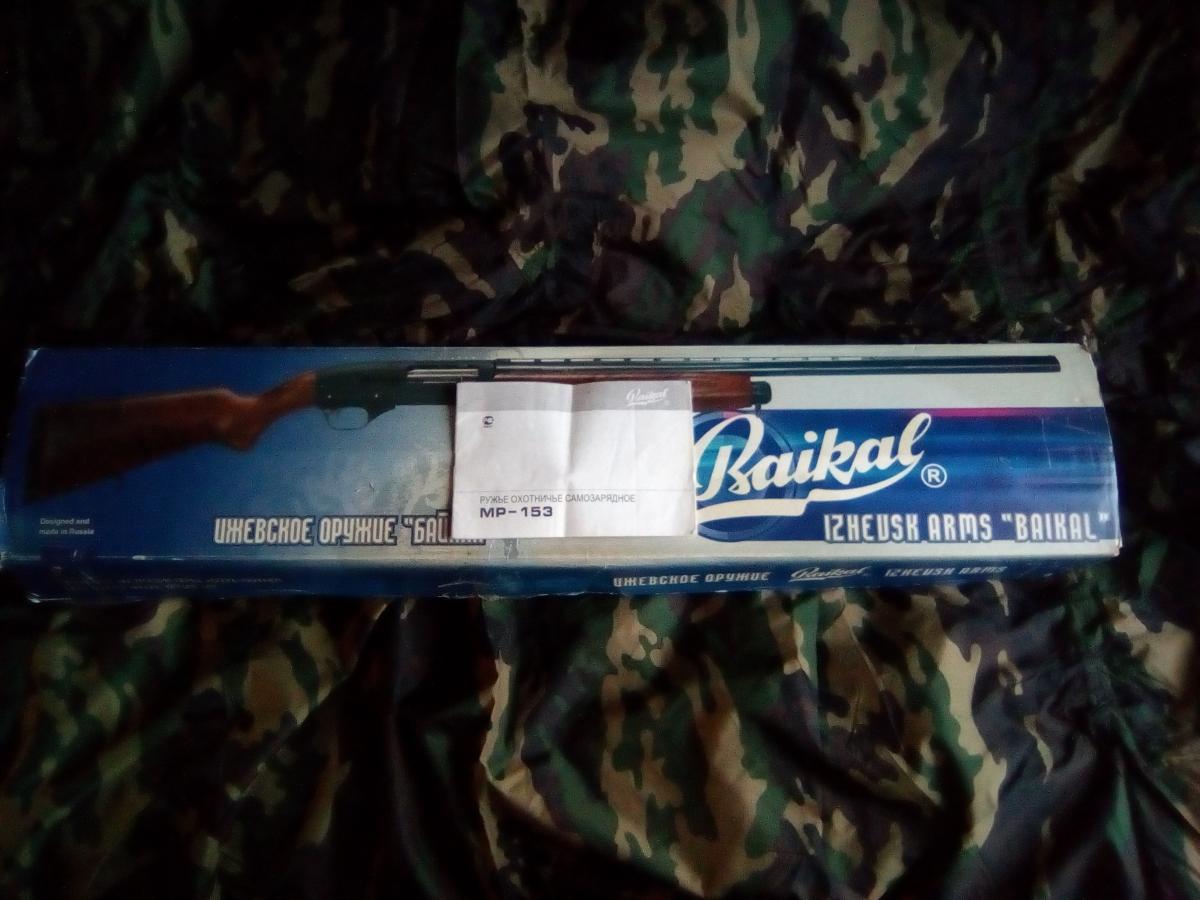 Baikal
РУЖЬЕ ОХОТНИЧЬЕ САМОЗАРЯДНОЕ
МР-153
Baikal ®
Designed and
made in Russia
ИЖЕВСКОЕ ОРУЖИЕ "БАЙ
IZHEVSK ARMS "BAIKAL"
ИЖЕВСКОЕ ОРУЖИЕ Baikal IZHEVSK ARMS